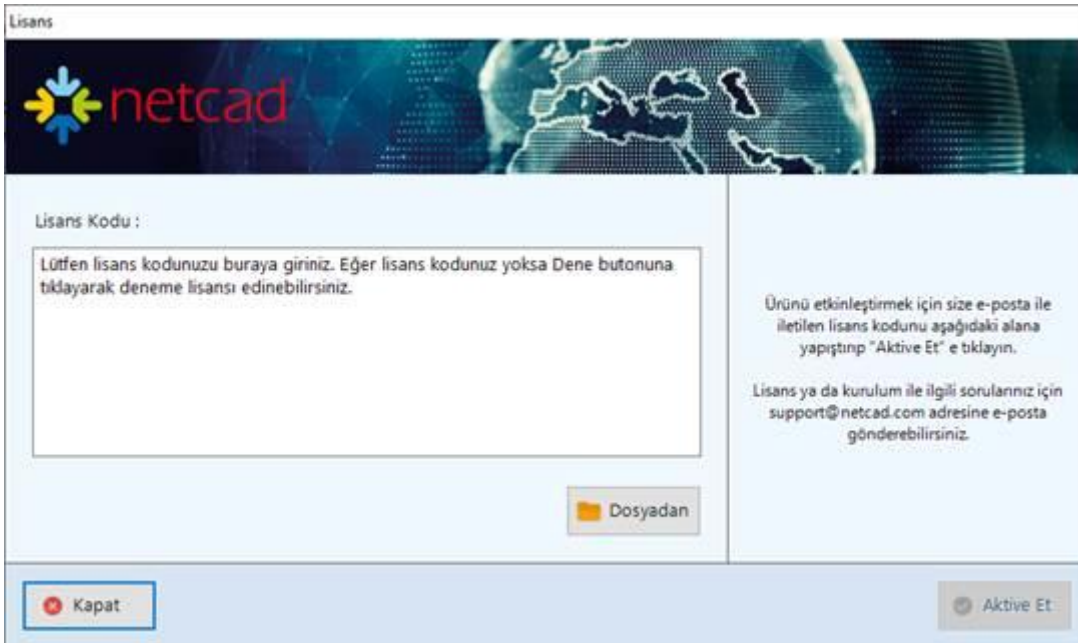 Lisans
netcad
Lisans Kodu :
Lütfen lisans kodunuzu buraya giriniz. Eğer lisans kodunuz yoksa Dene butonuna
tıklayarak deneme lisansı edinebilirsiniz.
Dosyadan
Ürünü etkinleştirmek için size e-posta ile
iletilen lisans kodunu aşağıdaki alana
yapıştırıp "Aktive Et" e tıklayın.
Lisans ya da kurulum ile ilgili sorularınız için
support@netcad.com adresine e-posta
gönderebilirsiniz.
Kapat
Aktive Et